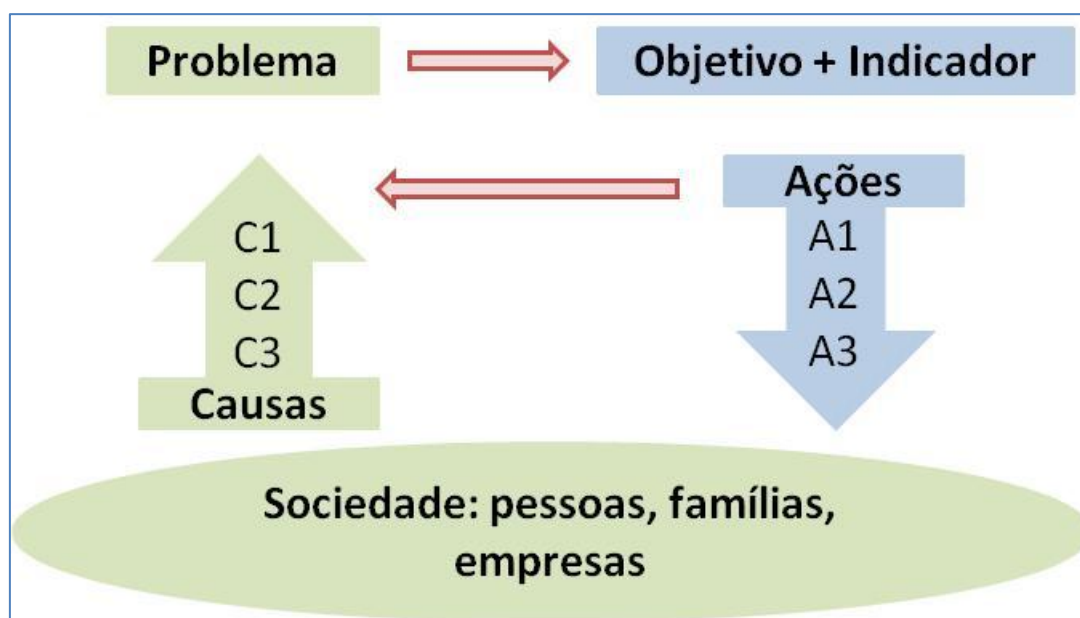 Problema
Objetivo + Indicador
Ações
C1
C2
C3
Causas
A1
A2
A3
Sociedade: pessoas, famílias,
empresas